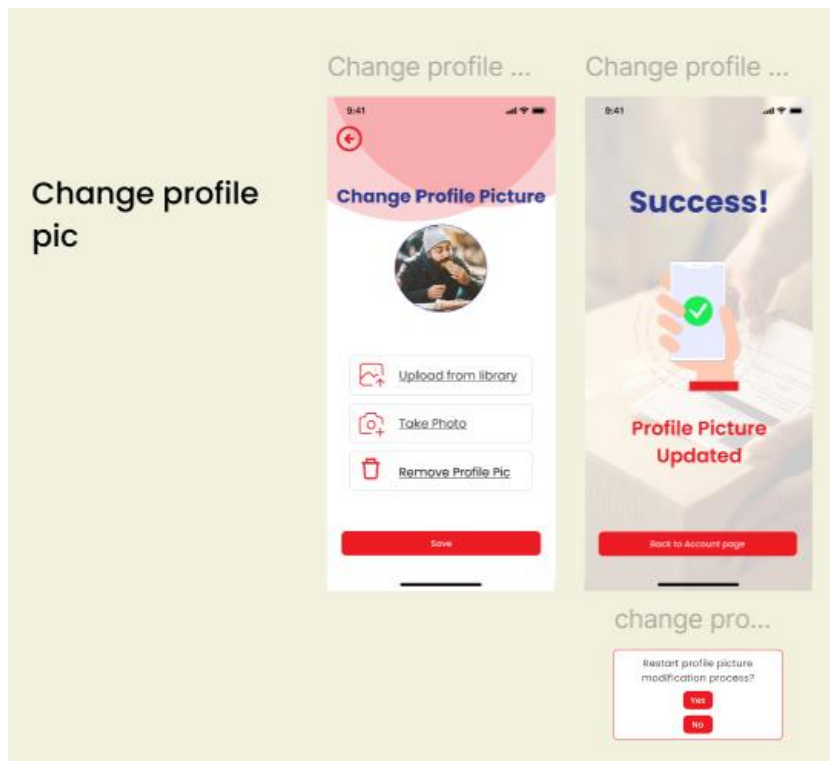 Change profile ...
Change profile ...
Change profile
pic
9:41
Change Profile Picture
Upload from library
Take Photo
Remove Profile Pic
Save
9:41
Success!
Profile Picture
Updated
Back to Account page
change pro...
Restart profile picture
modification process?
Yes
No